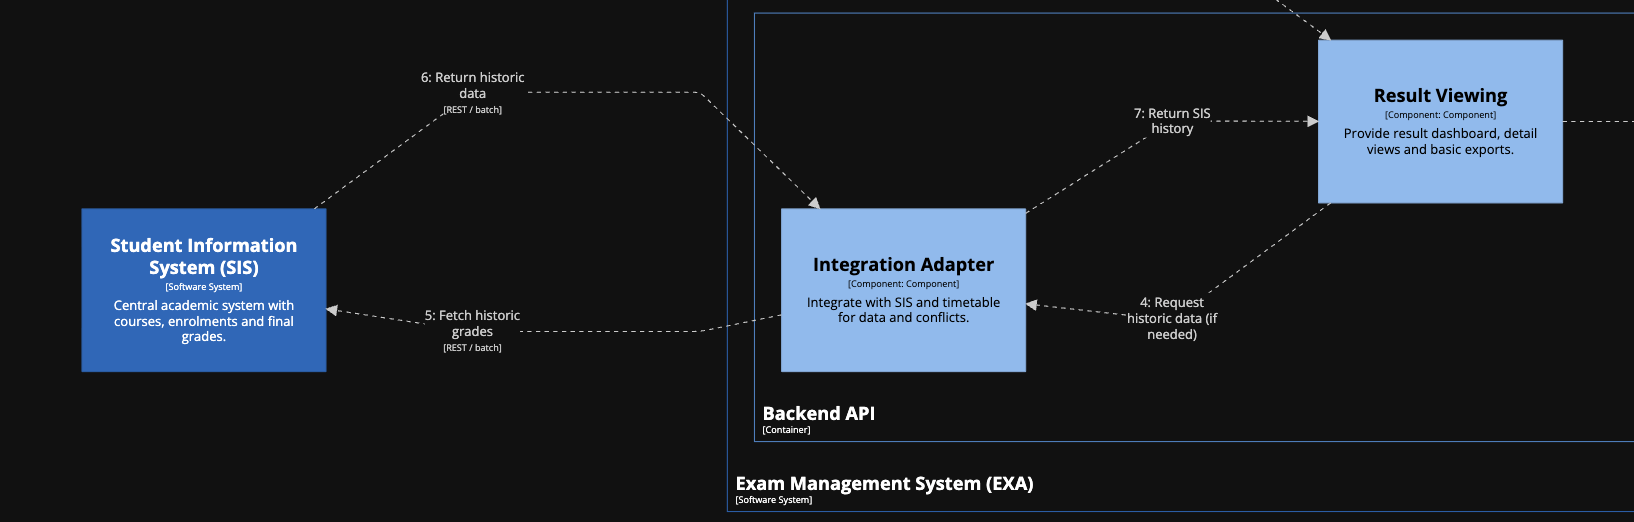 6: Return historic
data
[REST / batch]
Student Information
System (SIS)
[Software System]
Central academic system with
courses, enrolments and final
grades.
5: Fetch historic
grades
[REST / batch]
Integration Adapter
[Component: Component]
Integrate with SIS and timetable
for data and conflicts.
7: Return SIS
history
Result Viewing
[Component: Component]
Provide result dashboard, detail
views and basic exports.
4: Request
historic data (if
needed)
Backend API
[Container]
Exam Management System (EXA)
[Software System]